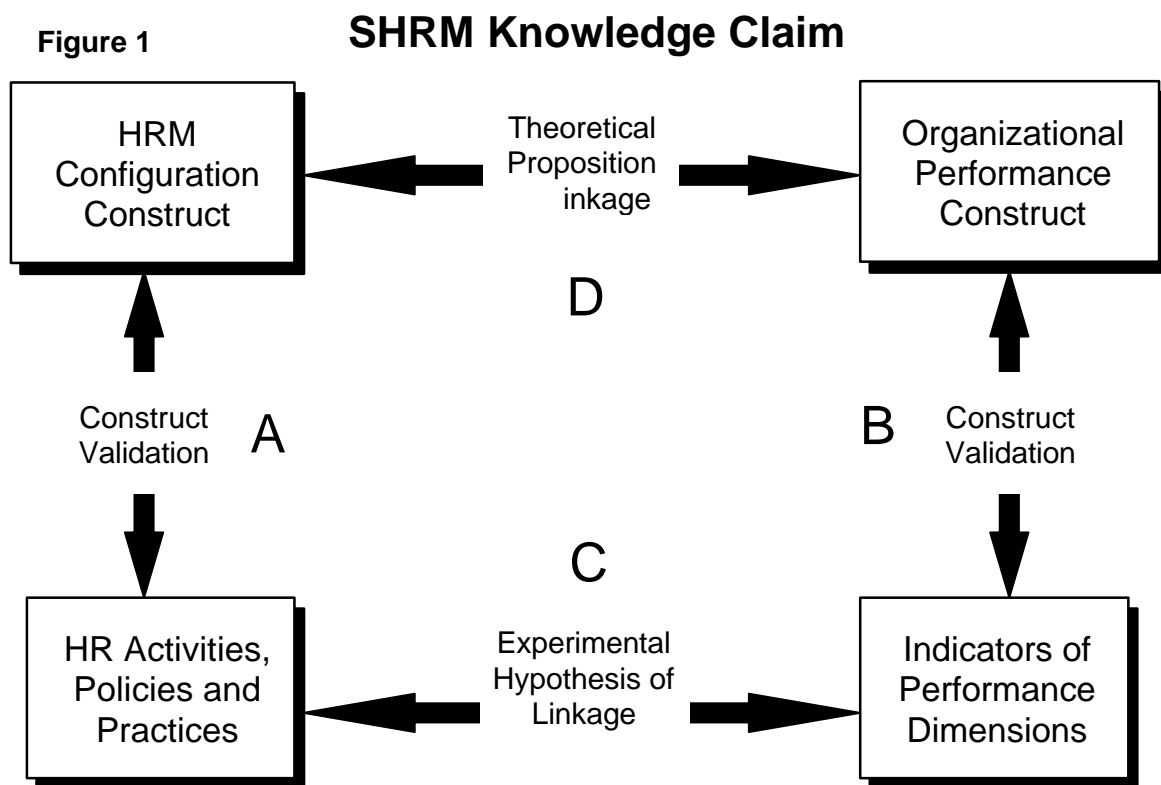 Figure 1
SHRM Knowledge Claim
HRM
Configuration
Construct
Theoretical
Proposition
inkage
Organizational
Performance
Construct
D
Construct
Validation
A
B
Construct
Validation
C
HR Activities,
Policies and
Practices
Experimental
Hypothesis of
Linkage
Indicators of
Performance
Dimensions